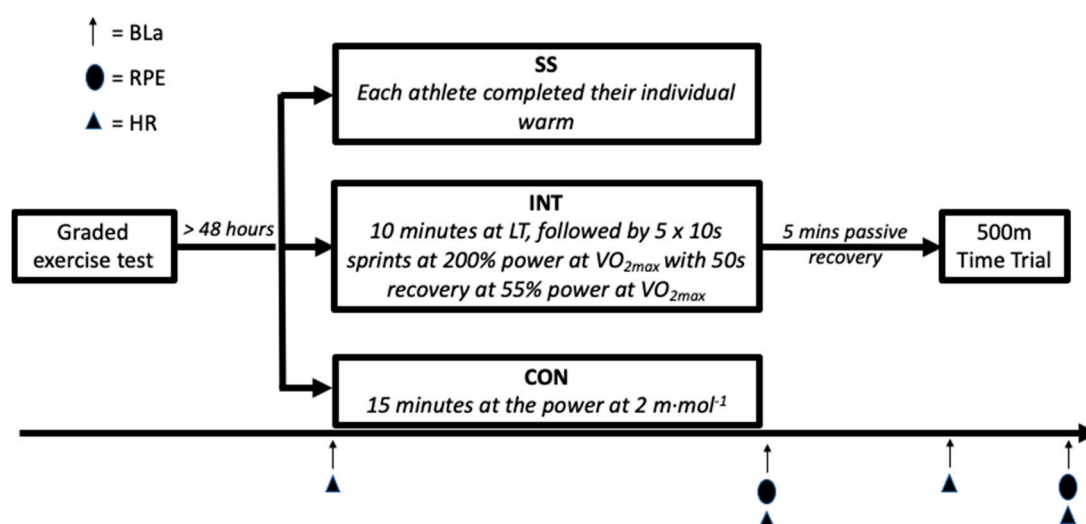 = BLa
= RPE
= HR
SS
Each athlete completed their individual
warm
Graded
exercise test
> 48 hours
INT
10 minutes at LT, followed by 5 x 10s
sprints at 200% power at VO2max with 50s
recovery at 55% power at VO2max
5 mins passive
recovery
500m
Time Trial
CON
15 minutes at the power at 2 m·mol-1